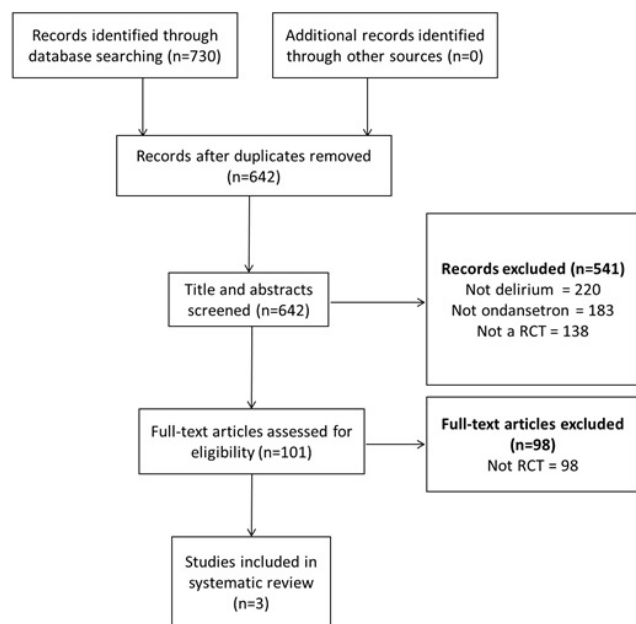 Records identified through
database searching (n=730)
Additional records identified
through other sources (n=0)
Records after duplicates removed
(n=642)
Title and abstracts
screened (n=642)
Records excluded (n=541)
Not delirium = 220
Not ondansetron = 183
Not a RCT = 138
Full-text articles assessed for
eligibility (n=101)
Full-text articles excluded
(n=98)
Not RCT = 98
Studies included in
systematic review
(n=3)